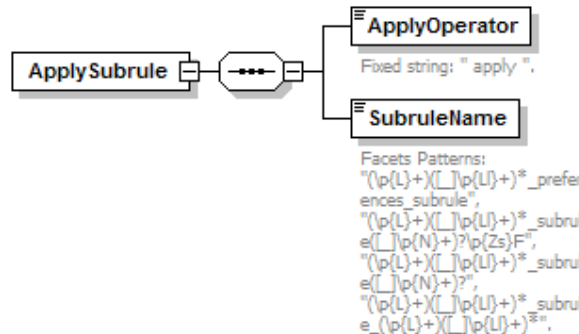 ApplySubrule
ApplyOperator
Fixed string: " apply ".
SubruleName
Facets Patterns:
"(\p{L}+)([_]\p{Ll}+)*_prefer
ences_subrule",
"(\p{L}+)([_]\p{Ll}+)*_subrul
e([_]\p{N}+)?\p{Zs}F",
"(\p{L}+)([_]\p{Ll}+)*_subrul
e([_]\p{N}+)?",
"(\p{L}+)([_]\p{Ll}+)*_subrul
e_(\p{L}+)([_]\p{Ll}+)*".